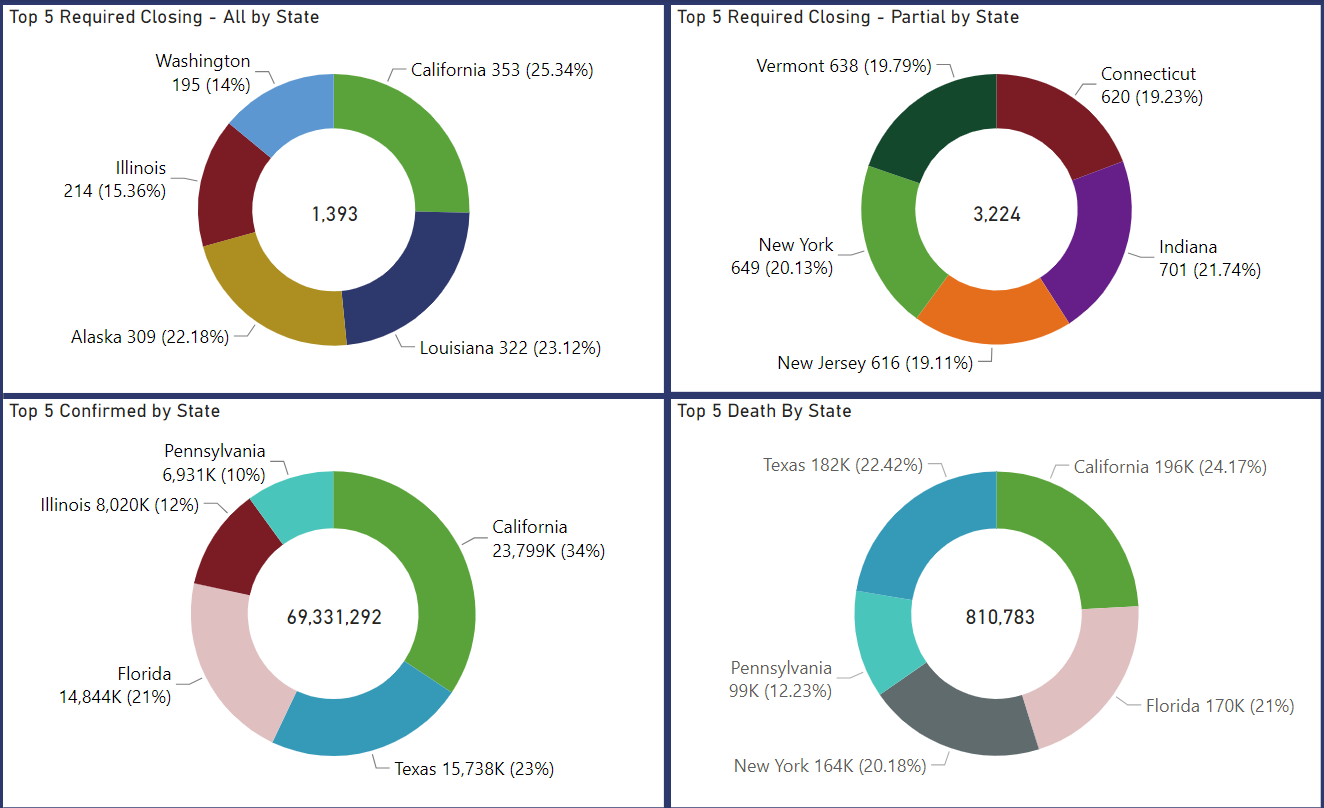 Top 5 Required Closing - All by State
Washington
195 (14%)
California 353 (25.34%)
Illinois
214 (15.36%)
1,393
Alaska 309 (22.18%)
Louisiana 322 (23.12%)
Top 5 Required Closing - Partial by State
Vermont 638 (19.79%)
Connecticut
620 (19.23%)
3,224
New York
649 (20.13%)
Indiana
701 (21.74%)
New Jersey 616 (19.11%)
Top 5 Confirmed by State
Pennsylvania
6,931K (10%)
Illinois 8,020K (12%)
California
23,799K (34%)
69,331,292
Florida
14,844K (21%)
Texas 15,738K (23%)
Top 5 Death By State
Texas 182K (22.42%)
California 196K (24.17%)
810,783
Pennsylvania
99K (12.23%)
Florida 170K (21%)
New York 164K (20.18%)